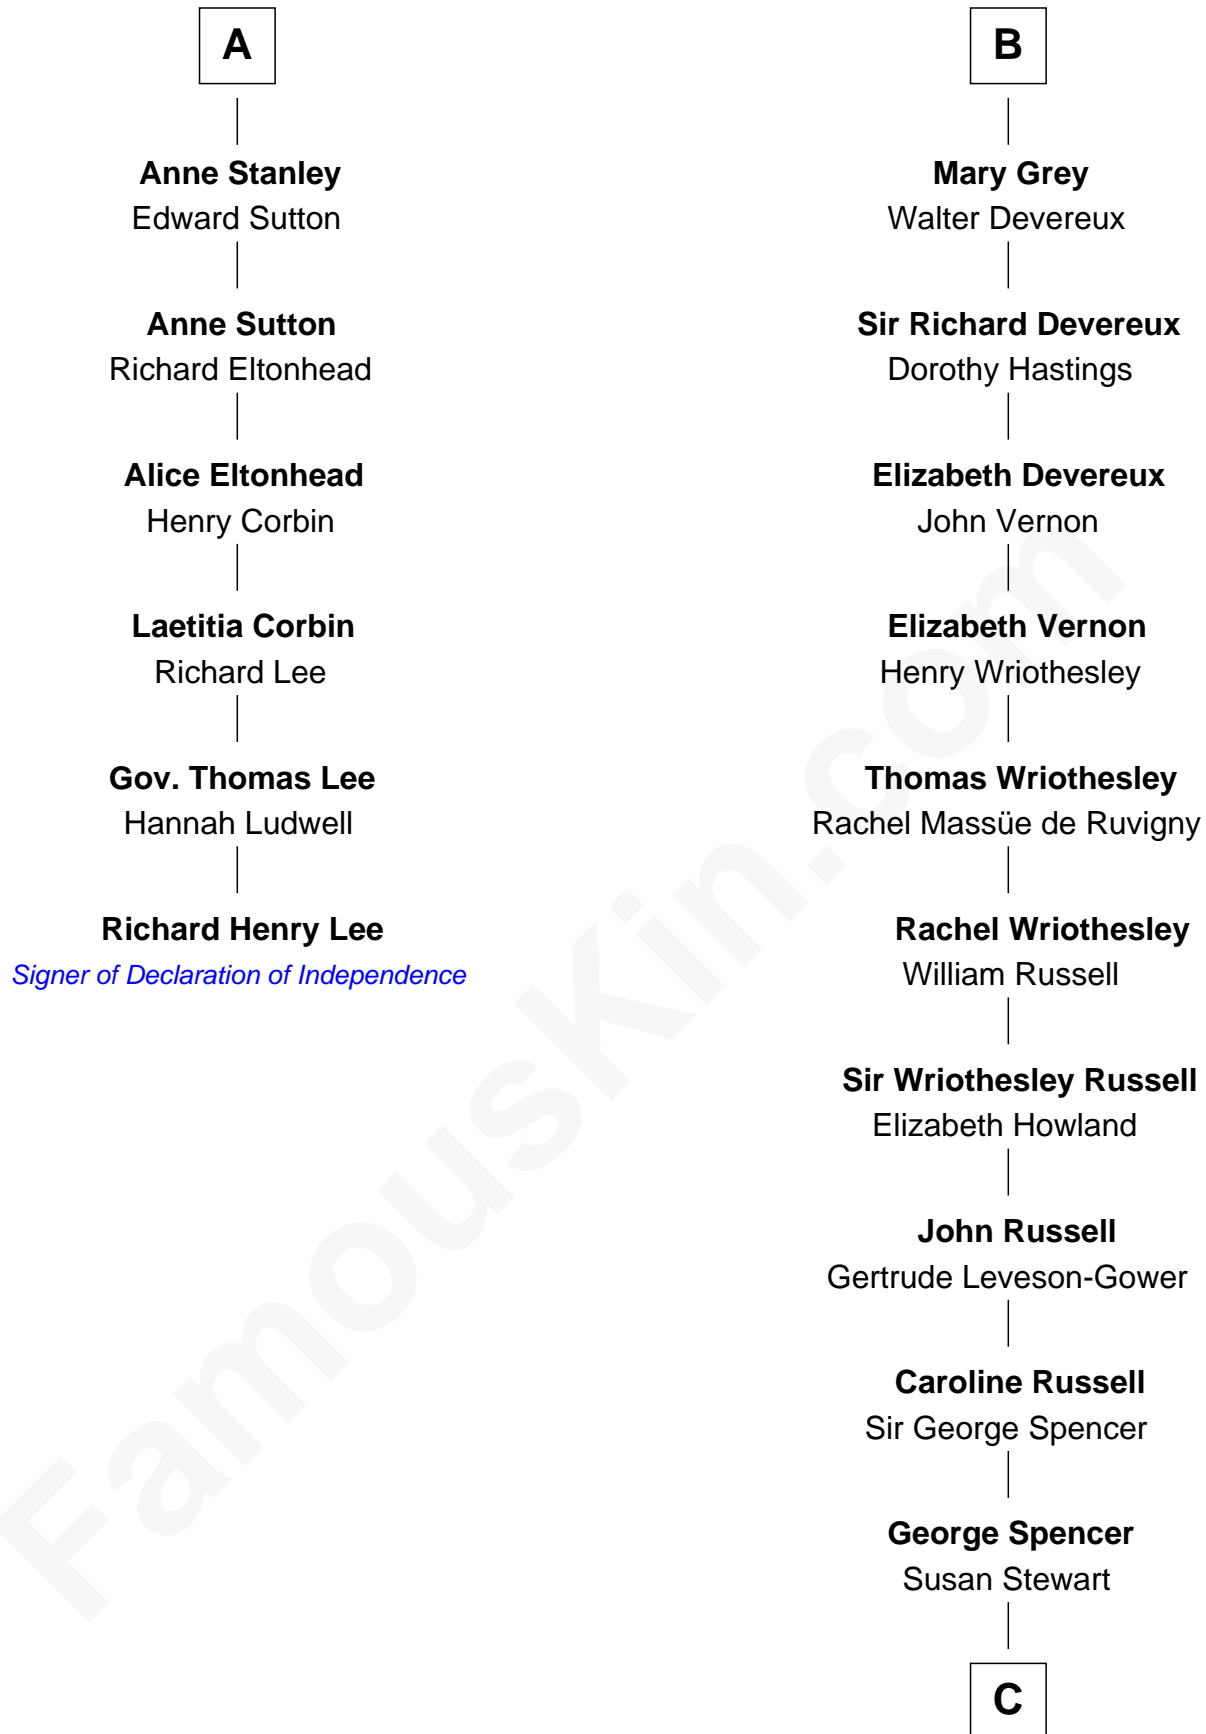 A
Anne Stanley
Edward Sutton
Anne Sutton
Richard Eltonhead
Alice Eltonhead
Henry Corbin
Laetitia Corbin
Richard Lee
Gov. Thomas Lee
Hannah Ludwell
Richard Henry Lee
Signer of Declaration of Independence
B
Mary Grey
Walter Devereux
Sir Richard Devereux
Dorothy Hastings
Elizabeth Devereux
John Vernon
Elizabeth Vernon
Henry Wriothesley
Thomas Wriothesley
Rachel Massüe de Ruvigny
Rachel Wriothesley
William Russell
Sir Wriothesley Russell
Elizabeth Howland
John Russell
Gertrude Leveson-Gower
Caroline Russell
Sir George Spencer
George Spencer
Susan Stewart
C
FamousKin.com